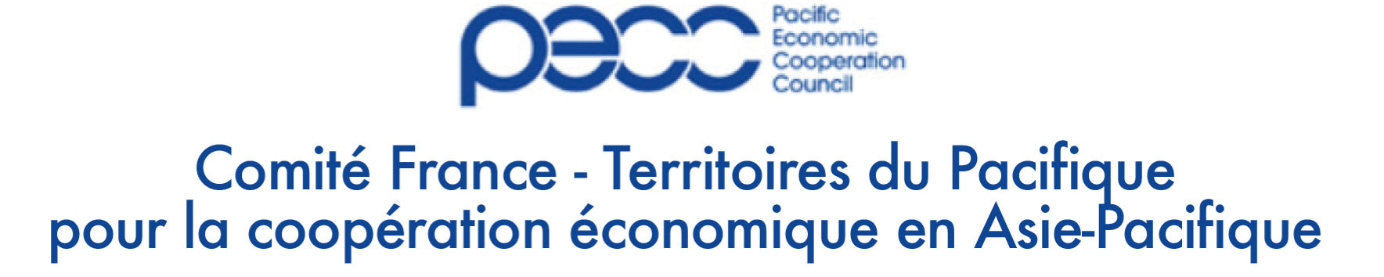 pecc
Pacific
Economic
Cooperation
Council
Comité France - Territoires du Pacifique
pour la coopération économique en Asie-Pacifique